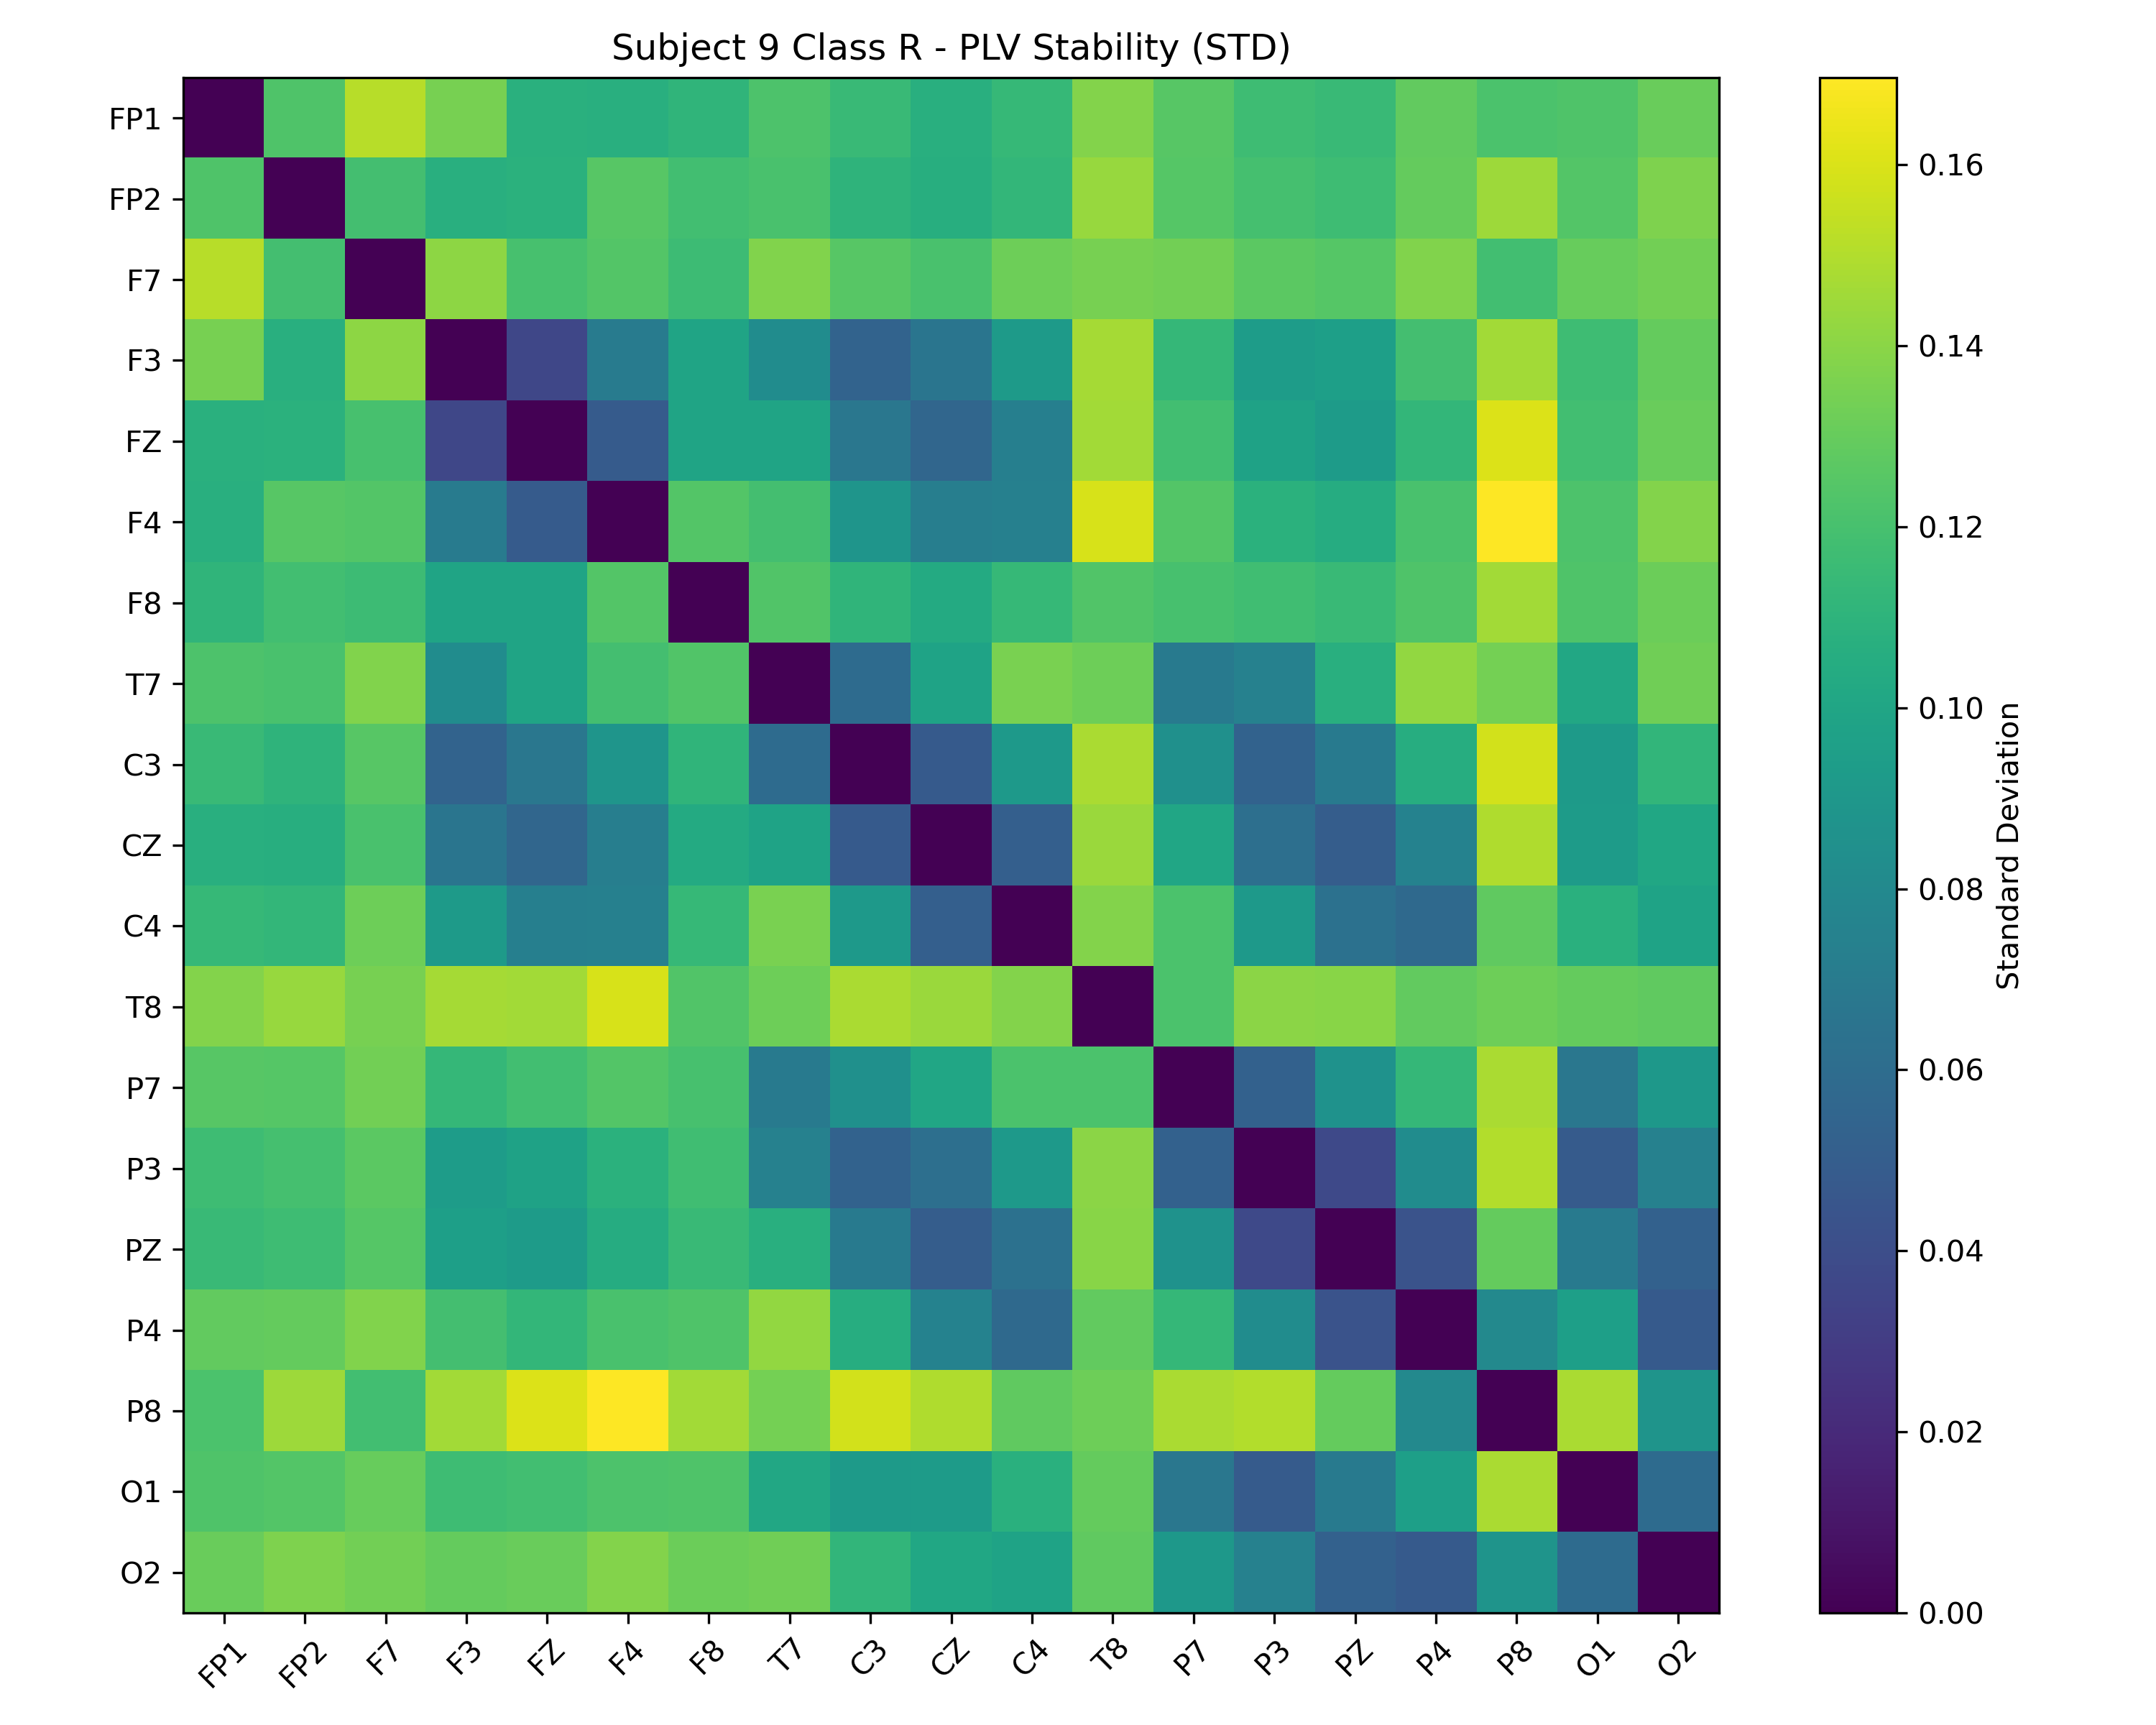 Subject 9 Class R - PLV Stability (STD)
FP1
FP2
F7
F3
FZ
F4
F8
T7
C3
CZ
C4
T8
P7
P3
PZ
P4
P8
O1
O2
FP1 FP2 F7 F3 FZ F4 F8 T7 C3 CZ C4 T8 P7 P3 PZ P4 P8 O1 O2
0.16
0.14
0.12
0.10
0.08
0.06
0.04
0.02
0.00
Standard Deviation